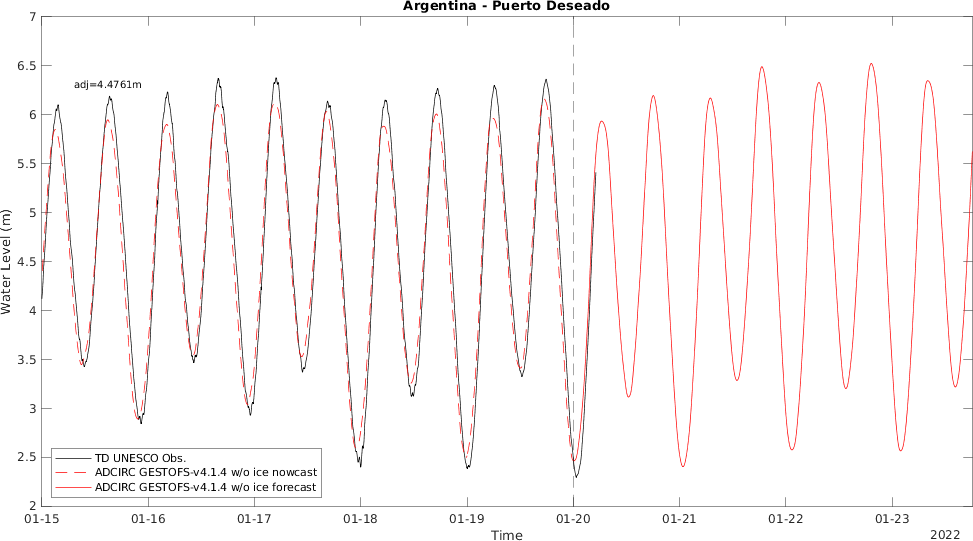 Argentina - Puerto Deseado
7
6.5
6
5.5
5
4.5
4
3.5
3
2.5
2
Water Level (m)
adj=4.4761m
TD UNESCO Obs.
ADCIRC GESTOFS-v4.1.4 w/o ice nowcast
ADCIRC GESTOFS-v4.1.4 w/o ice forecast
01-15 01-16 01-17 01-18 01-19 01-20 01-21 01-22 01-23
Time
2022